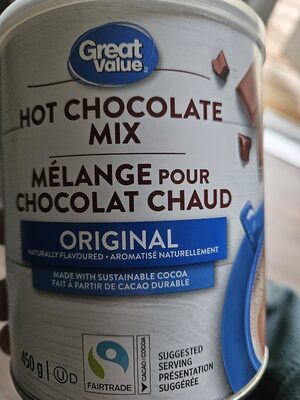 Great
Value
HOT CHOCOLATE
MIX
MÉLANGE POUR
CHOCOLAT CHAUD
ORIGINAL
NATURALLY FLAVOURED • AROMATISÉ NATURELLEMENT
MADE WITH SUSTAINABLE COCOA
FAIT À PARTIR DE CACAO DURABLE
450 g
U D
FAIRTRADE
CACAO/COCOA
SUGGESTED
SERVING
PRÉSENTATION
SUGGÉRÉE